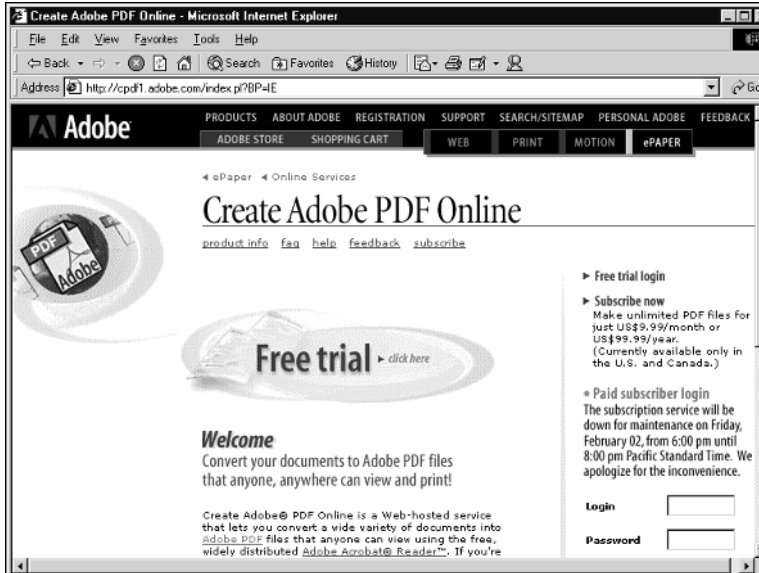 Create Adobe PDF Online - Microsoft Internet Explorer
File Edit View Favorites Tools Help
Back Search Favorites History
Address http://cpdf1.adobe.com/index.pl?BP=IE Go
Adobe
PRODUCTS ABOUT ADOBE REGISTRATION SUPPORT SEARCH/SITEMAP PERSONAL ADOBE FEEDBACK
ADOBE STORE SHOPPING CART WEB PRINT MOTION ePAPER
ePaper Online Services
Create Adobe PDF Online
product info faq help feedback subscribe
PDF
Adobe
Free trial click here
Welcome
Convert your documents to Adobe PDF files
that anyone, anywhere can view and print!
Create Adobe® PDF Online is a Web-hosted service
that lets you convert a wide variety of documents into
Adobe PDF files that anyone can view using the free,
widely distributed Adobe Acrobat® Reader™. If you're
Free trial login
Subscribe now
Make unlimited PDF files for
just US$9.99/month or
US$99.99/year.
(Currently available only in
the U.S. and Canada.)
Paid subscriber login
The subscription service will be
down for maintenance on Friday,
February 02, from 6:00 pm until
8:00 pm Pacific Standard Time. We
apologize for the inconvenience.
Login
Password